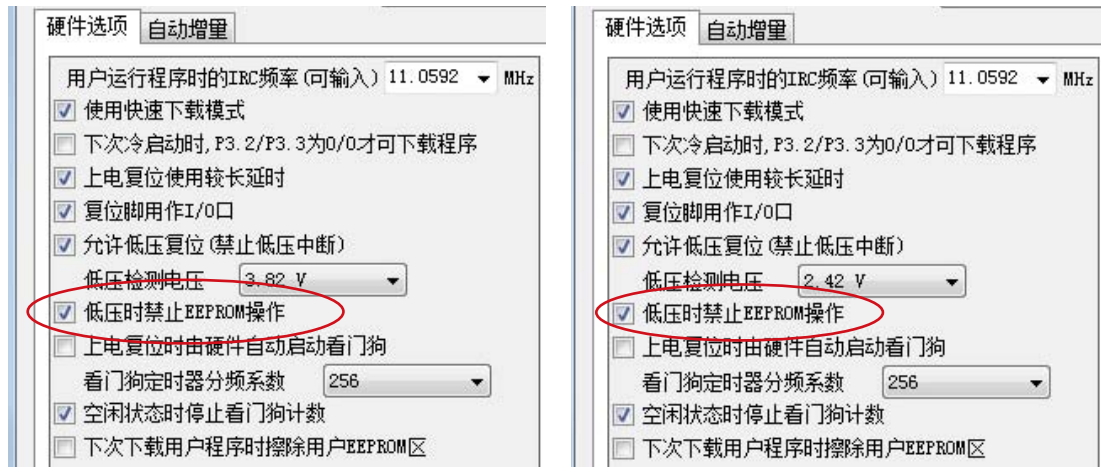 硬件选项 自动增量
用户运行程序时的IRC频率(可输入) 11.0592 MHz
使用快速下载模式
下次冷启动时,P3.2/P3.3为0/0才可下载程序
上电复位使用较长延时
复位脚用作I/O口
允许低压复位(禁止低压中断)
低压检测电压 3.82 V
低压时禁止EEPROM操作
上电复位时由硬件自动启动看门狗
看门狗定时器分频系数 256
空闲状态时停止看门狗计数
下次下载用户程序时擦除用户EEPROM区
硬件选项 自动增量
用户运行程序时的IRC频率(可输入) 11.0592 MHz
使用快速下载模式
下次冷启动时,P3.2/P3.3为0/0才可下载程序
上电复位使用较长延时
复位脚用作I/O口
允许低压复位(禁止低压中断)
低压检测电压 2.42 V
低压时禁止EEPROM操作
上电复位时由硬件自动启动看门狗
看门狗定时器分频系数 256
空闲状态时停止看门狗计数
下次下载用户程序时擦除用户EEPROM区